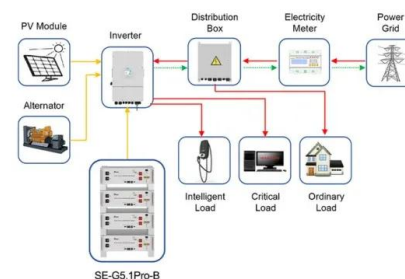 PV Module
Inverter
Distribution
Box
Electricity
Meter
Power
Grid
Alternator
Intelligent
Load
Critical
Load
Ordinary
Load
SE-G5.1Pro-B